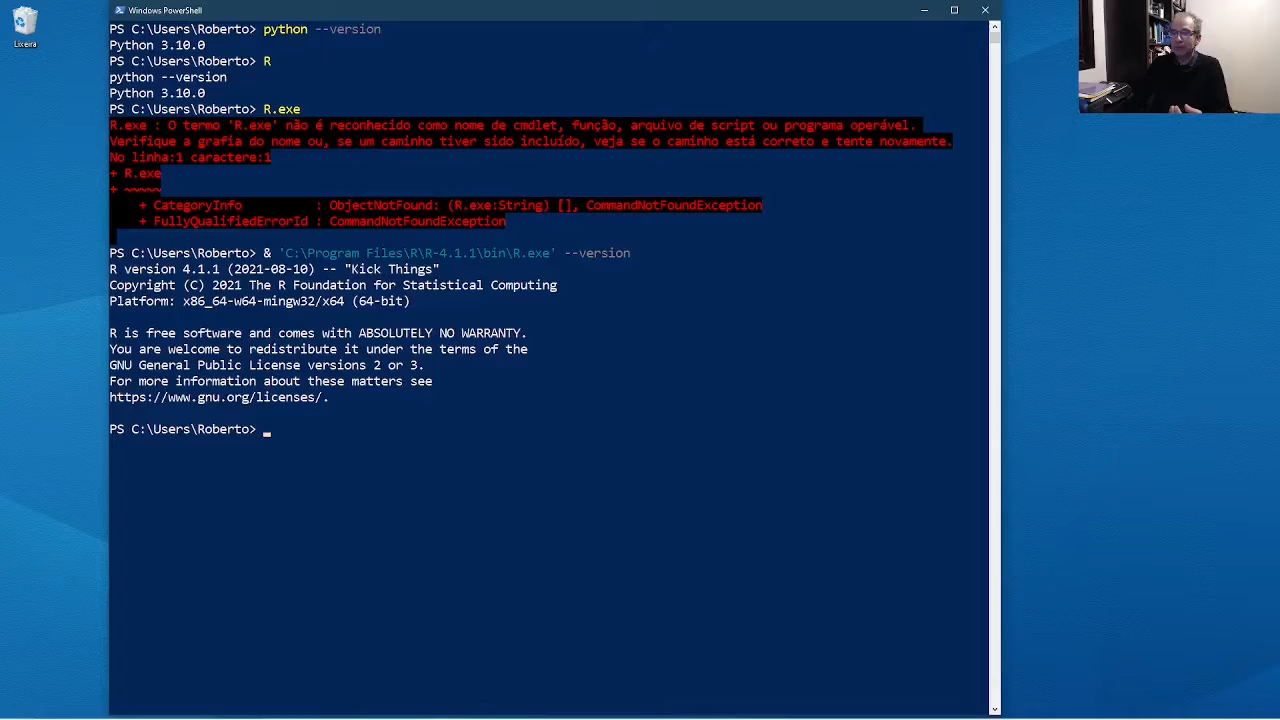 Windows PowerShell
Lixeira
PS C:\Users\Roberto> python --version
Python 3.10.0
PS C:\Users\Roberto> R
python --version
Python 3.10.0
PS C:\Users\Roberto> R.exe
R.exe : O termo 'R.exe' não é reconhecido como nome de cmdlet, função, arquivo de script ou programa operável.
Verifique a grafia do nome ou, se um caminho tiver sido incluído, veja se o caminho está correto e tente novamente.
No linha:1 caractere:1
+ R.exe
+ ~~~~~
+ CategoryInfo : ObjectNotFound: (R.exe:String) [], CommandNotFoundException
+ FullyQualifiedErrorId : CommandNotFoundException
PS C:\Users\Roberto> & 'C:\Program Files\R\R-4.1.1\bin\R.exe' --version
R version 4.1.1 (2021-08-10) -- "Kick Things"
Copyright (C) 2021 The R Foundation for Statistical Computing
Platform: x86_64-w64-mingw32/x64 (64-bit)
R is free software and comes with ABSOLUTELY NO WARRANTY.
You are welcome to redistribute it under the terms of the
GNU General Public License versions 2 or 3.
For more information about these matters see
https://www.gnu.org/licenses/.
PS C:\Users\Roberto>